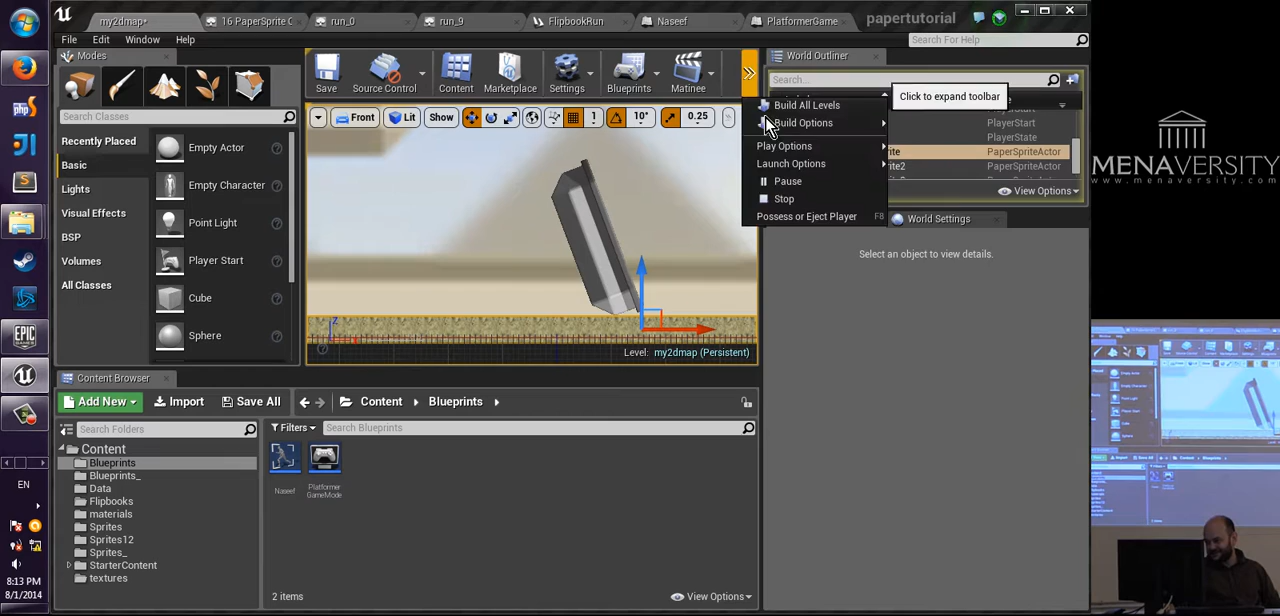 my2dmap*
16 PaperSprite C
run_0
run_9
FlipbookRun
Naseef
PlatformerGame
papertutorial
File
Edit
Window
Help
Search For Help
Modes
Search Classes
Recently Placed
Basic
Lights
Visual Effects
BSP
Volumes
All Classes
Empty Actor
Empty Character
Point Light
Player Start
Cube
Sphere
Save
Source Control
Content
Marketplace
Settings
Blueprints
Matinee
Front
Lit
Show
1
10°
0.25
Z
X
Level: my2dmap (Persistent)
Build All Levels
Build Options
Play Options
Launch Options
Pause
Stop
Possess or Eject Player F8
Click to expand toolbar
World Outliner
Search...
PlayerStart
PlayerStart
PlayerState
rite PaperSpriteActor
rite2 PaperSpriteActor
View Options
World Settings
Select an object to view details.
MENAVERSITY
www.menaversity.com
Content Browser
Add New
Import
Save All
Content
Blueprints
Search Folders
Filters
Search Blueprints
Content
Blueprints
Blueprints_
Data
Flipbooks
materials
Sprites
Sprites12
Sprites_
StarterContent
textures
Naseef
Platformer
GameMode
2 items
View Options
EPIC
GAMES
EN
8:13 PM
8/1/2014